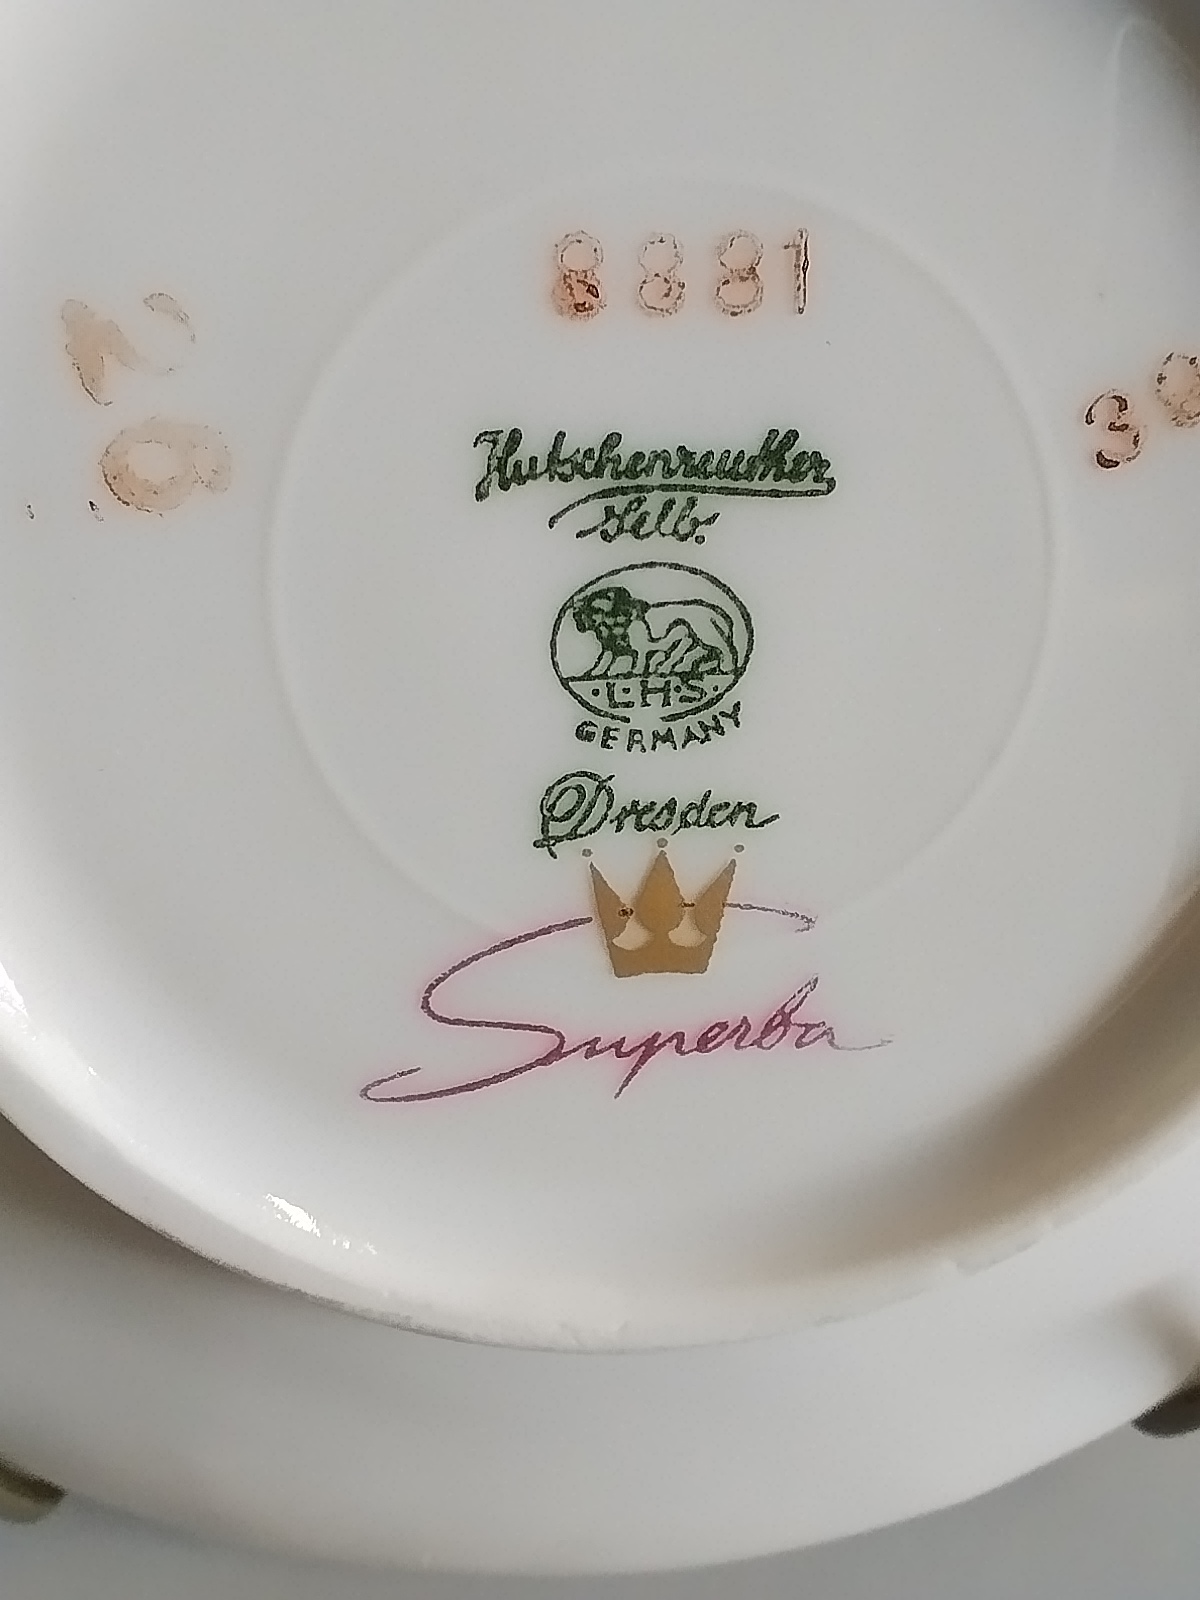 8881
Hutschenreuther
Selb.
L·H·S
GERMANY
Dresden
Superba